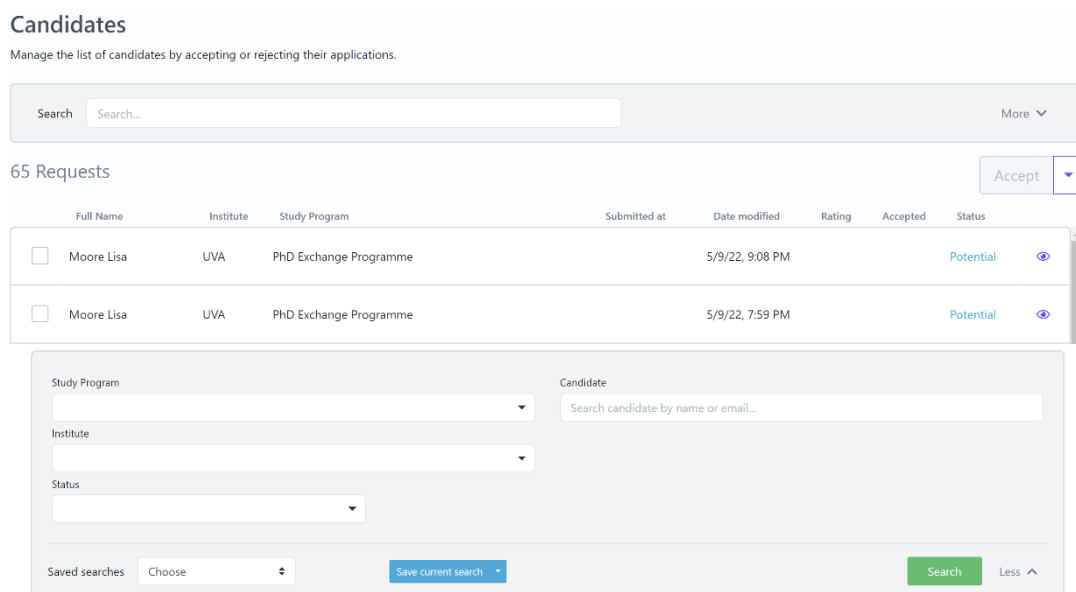 Candidates
Manage the list of candidates by accepting or rejecting their applications.
Search Search... More
65 Requests Accept
Full Name Institute Study Program Submitted at Date modified Rating Accepted Status
Moore Lisa UVA PhD Exchange Programme 5/9/22, 9:08 PM Potential
Moore Lisa UVA PhD Exchange Programme 5/9/22, 7:59 PM Potential
Study Program Candidate
Search candidate by name or email...
Institute
Status
Saved searches Choose Save current search Search Less